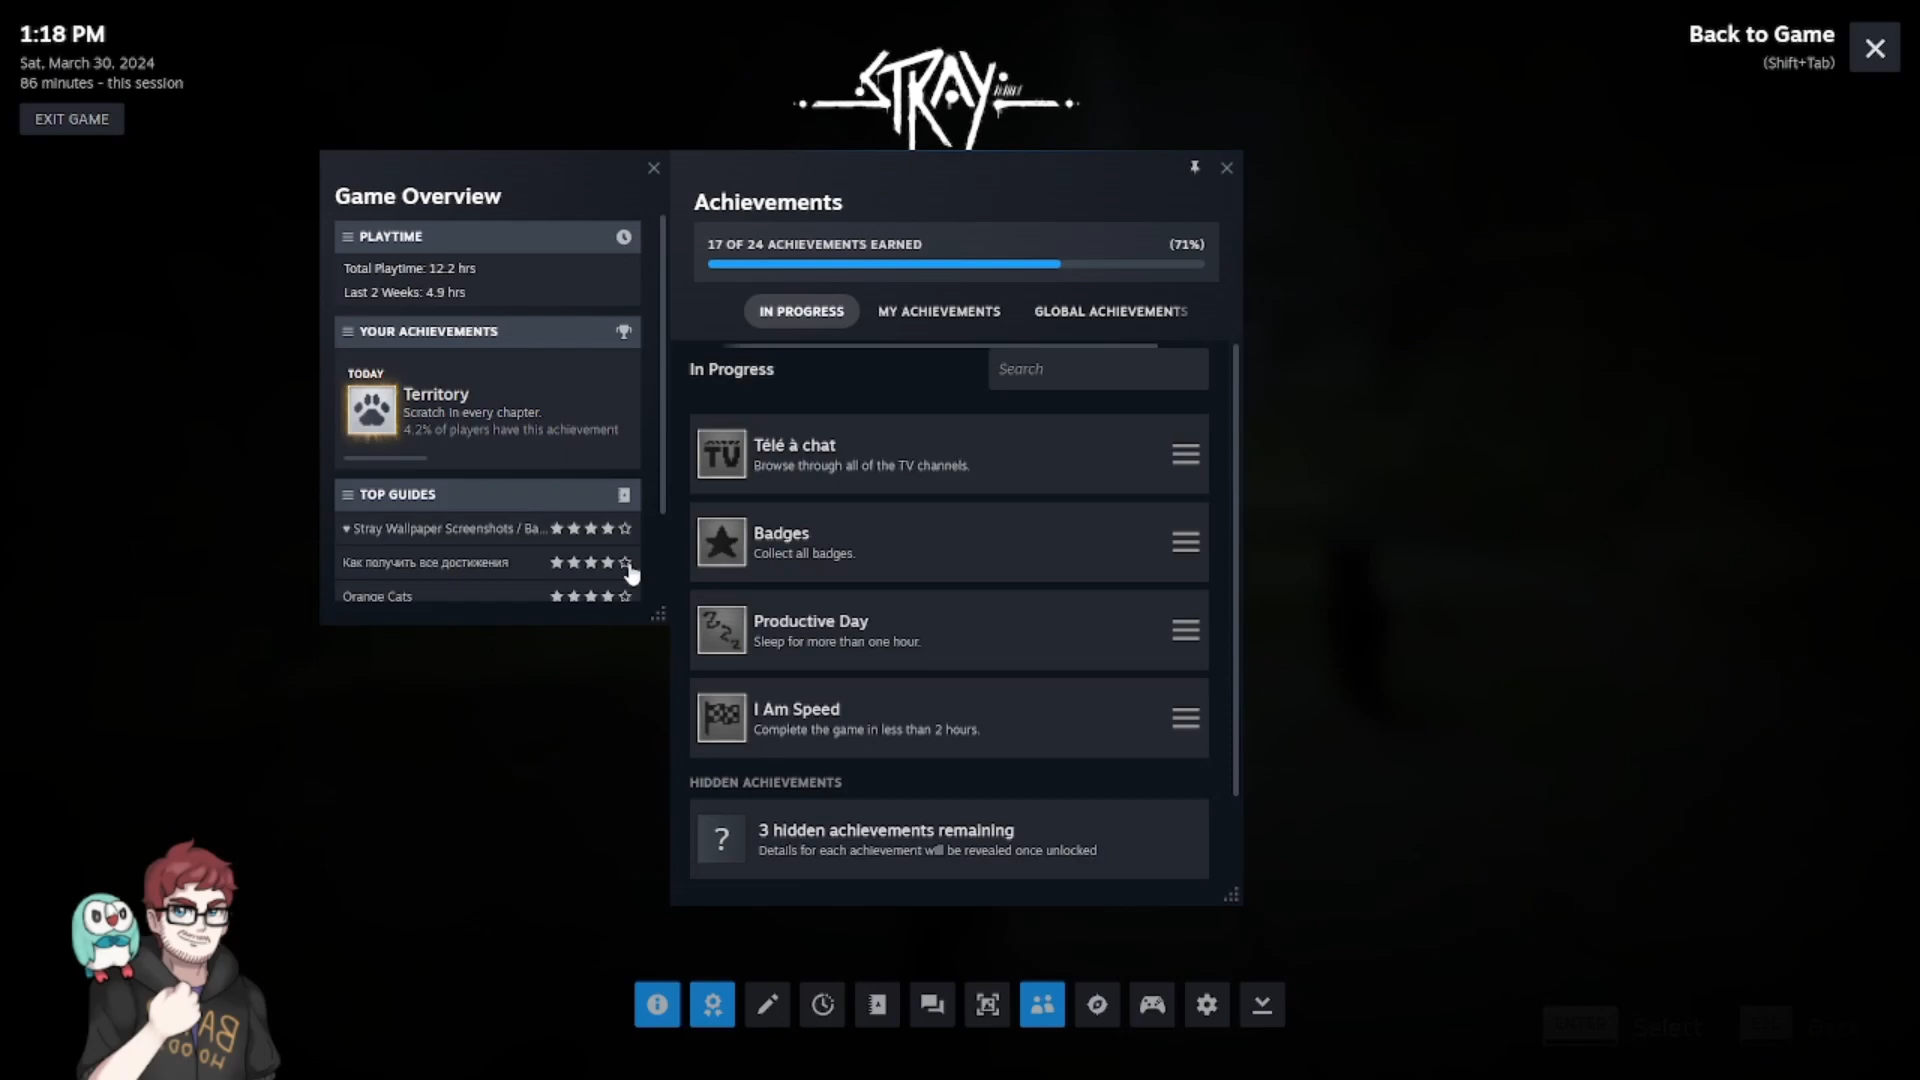 1:18 PM
Sat, March 30, 2024
86 minutes - this session
EXIT GAME
STRAY
Back to Game
(Shift+Tab)
Game Overview
PLAYTIME
Total Playtime: 12.2 hrs
Last 2 Weeks: 4.9 hrs
YOUR ACHIEVEMENTS
TODAY
Territory
Scratch in every chapter.
4.2% of players have this achievement
TOP GUIDES
♥ Stray Wallpaper Screenshots / Ba...
Как получить все достижения
Orange Cats
Achievements
17 OF 24 ACHIEVEMENTS EARNED (71%)
IN PROGRESS MY ACHIEVEMENTS GLOBAL ACHIEVEMENTS
In Progress
Search
TV
Télé à chat
Browse through all of the TV channels.
Badges
Collect all badges.
Productive Day
Sleep for more than one hour.
I Am Speed
Complete the game in less than 2 hours.
HIDDEN ACHIEVEMENTS
?
3 hidden achievements remaining
Details for each achievement will be revealed once unlocked
ENTER Select
Back